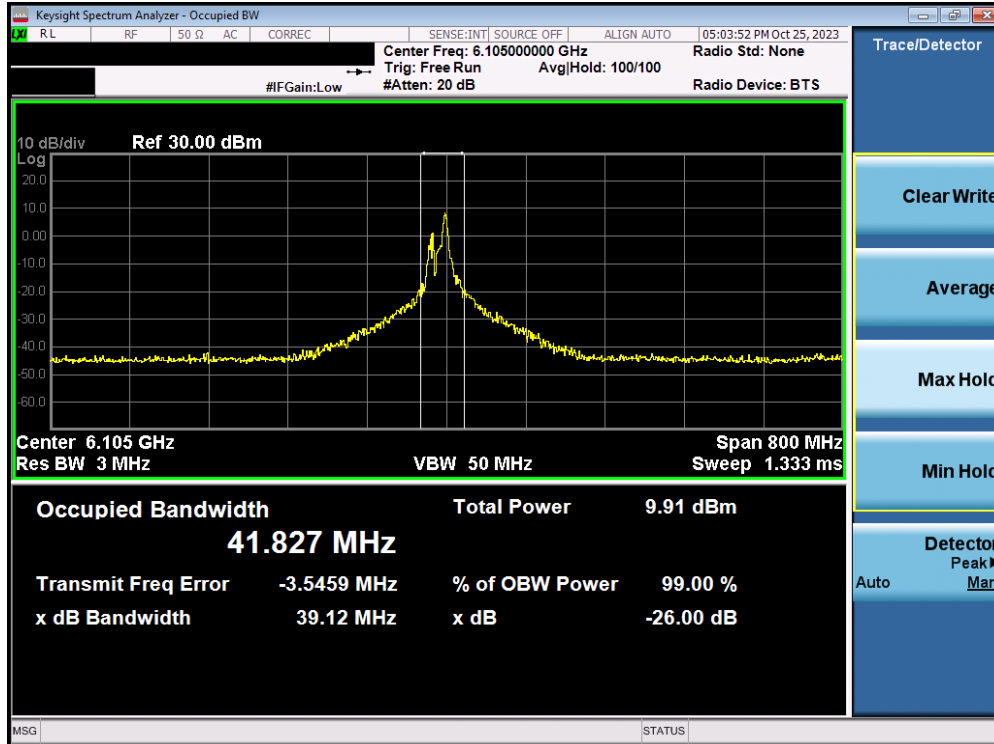 Keysight Spectrum Analyzer - Occupied BW
LXI RL RF 50 Ω AC CORREC SENSE:INT SOURCE OFF ALIGN AUTO 05:03:52 PM Oct 25, 2023
Center Freq: 6.105000000 GHz Radio Std: None
Trig: Free Run Avg|Hold: 100/100
#IFGain:Low #Atten: 20 dB Radio Device: BTS
10 dB/div Ref 30.00 dBm
Log
20.0
10.0
0.00
-10.0
-20.0
-30.0
-40.0
-50.0
-60.0
Center 6.105 GHz Span 800 MHz
Res BW 3 MHz VBW 50 MHz Sweep 1.333 ms
Occupied Bandwidth Total Power 9.91 dBm
41.827 MHz
Transmit Freq Error -3.5459 MHz % of OBW Power 99.00 %
x dB Bandwidth 39.12 MHz x dB -26.00 dB
MSG STATUS
Trace/Detector
Clear Write
Average
Max Hold
Min Hold
Detector
Peak
Auto Man